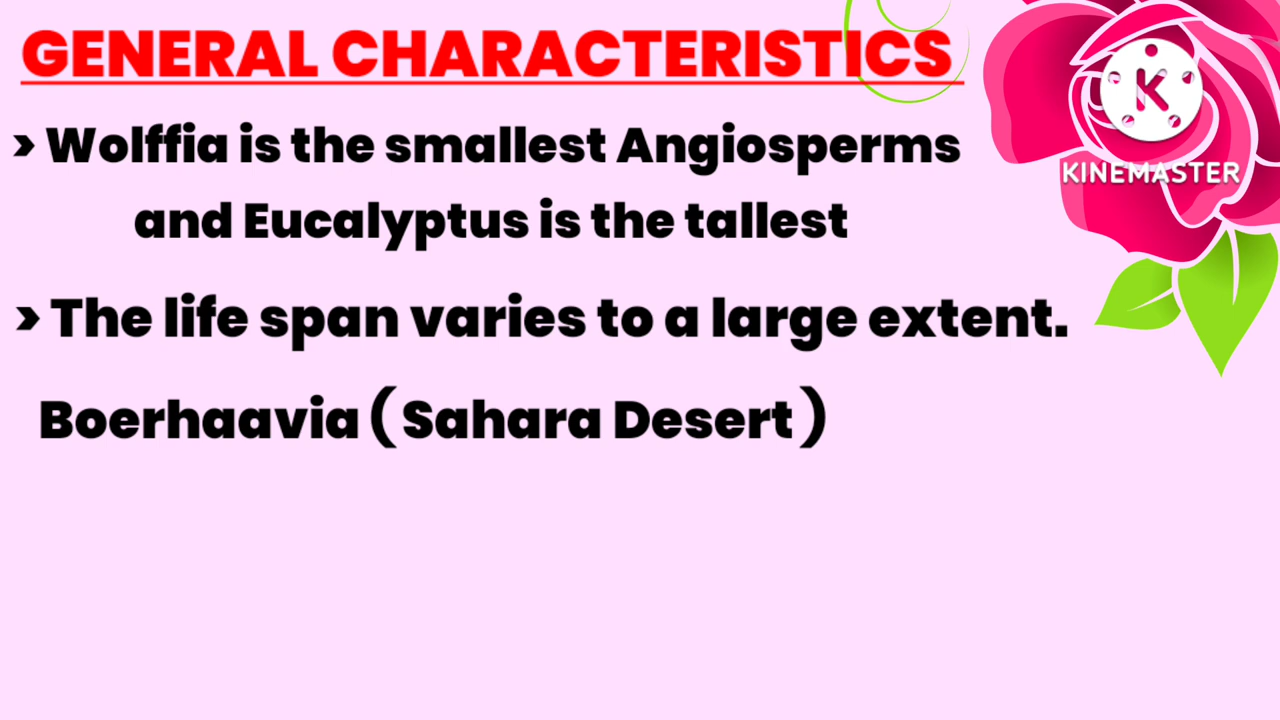 GENERAL CHARACTERISTICS
› Wolffia is the smallest Angiosperms
and Eucalyptus is the tallest
› The life span varies to a large extent.
Boerhaavia ( Sahara Desert )
K
KINEMASTER